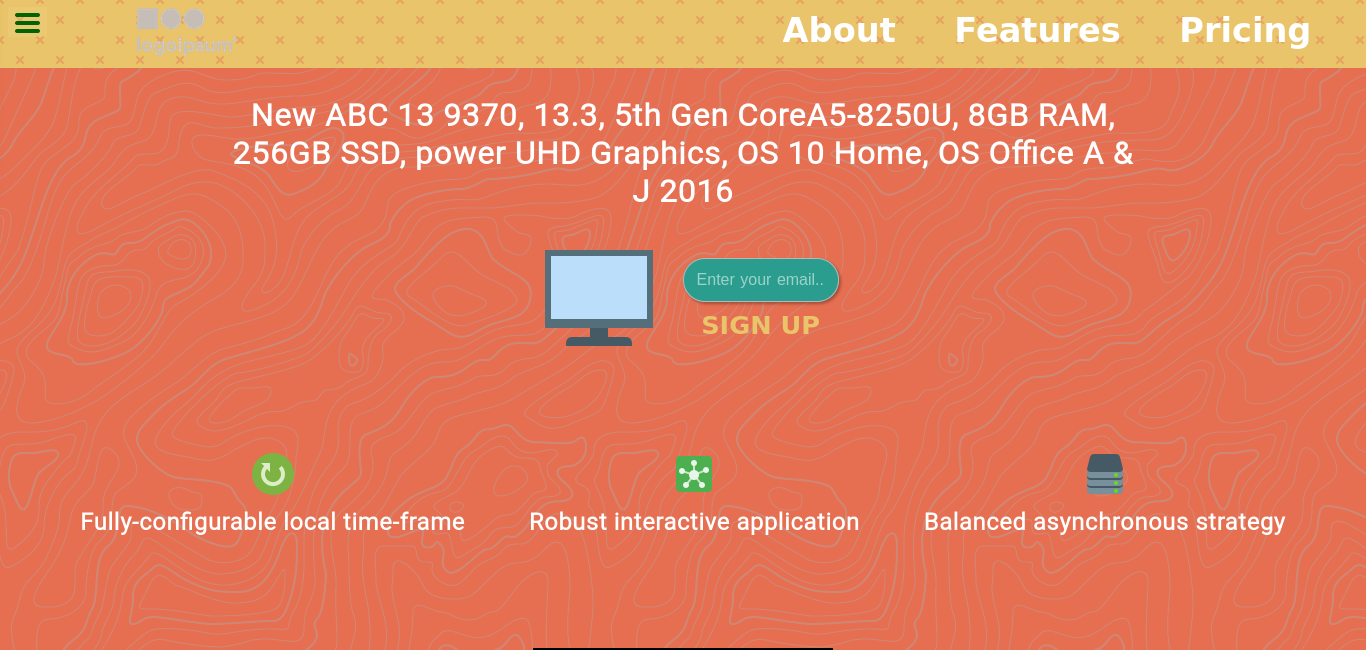 logoipsum
About Features Pricing
New ABC 13 9370, 13.3, 5th Gen CoreA5-8250U, 8GB RAM,
256GB SSD, power UHD Graphics, OS 10 Home, OS Office A &
J 2016
Enter your email..
SIGN UP
Fully-configurable local time-frame
Robust interactive application
Balanced asynchronous strategy